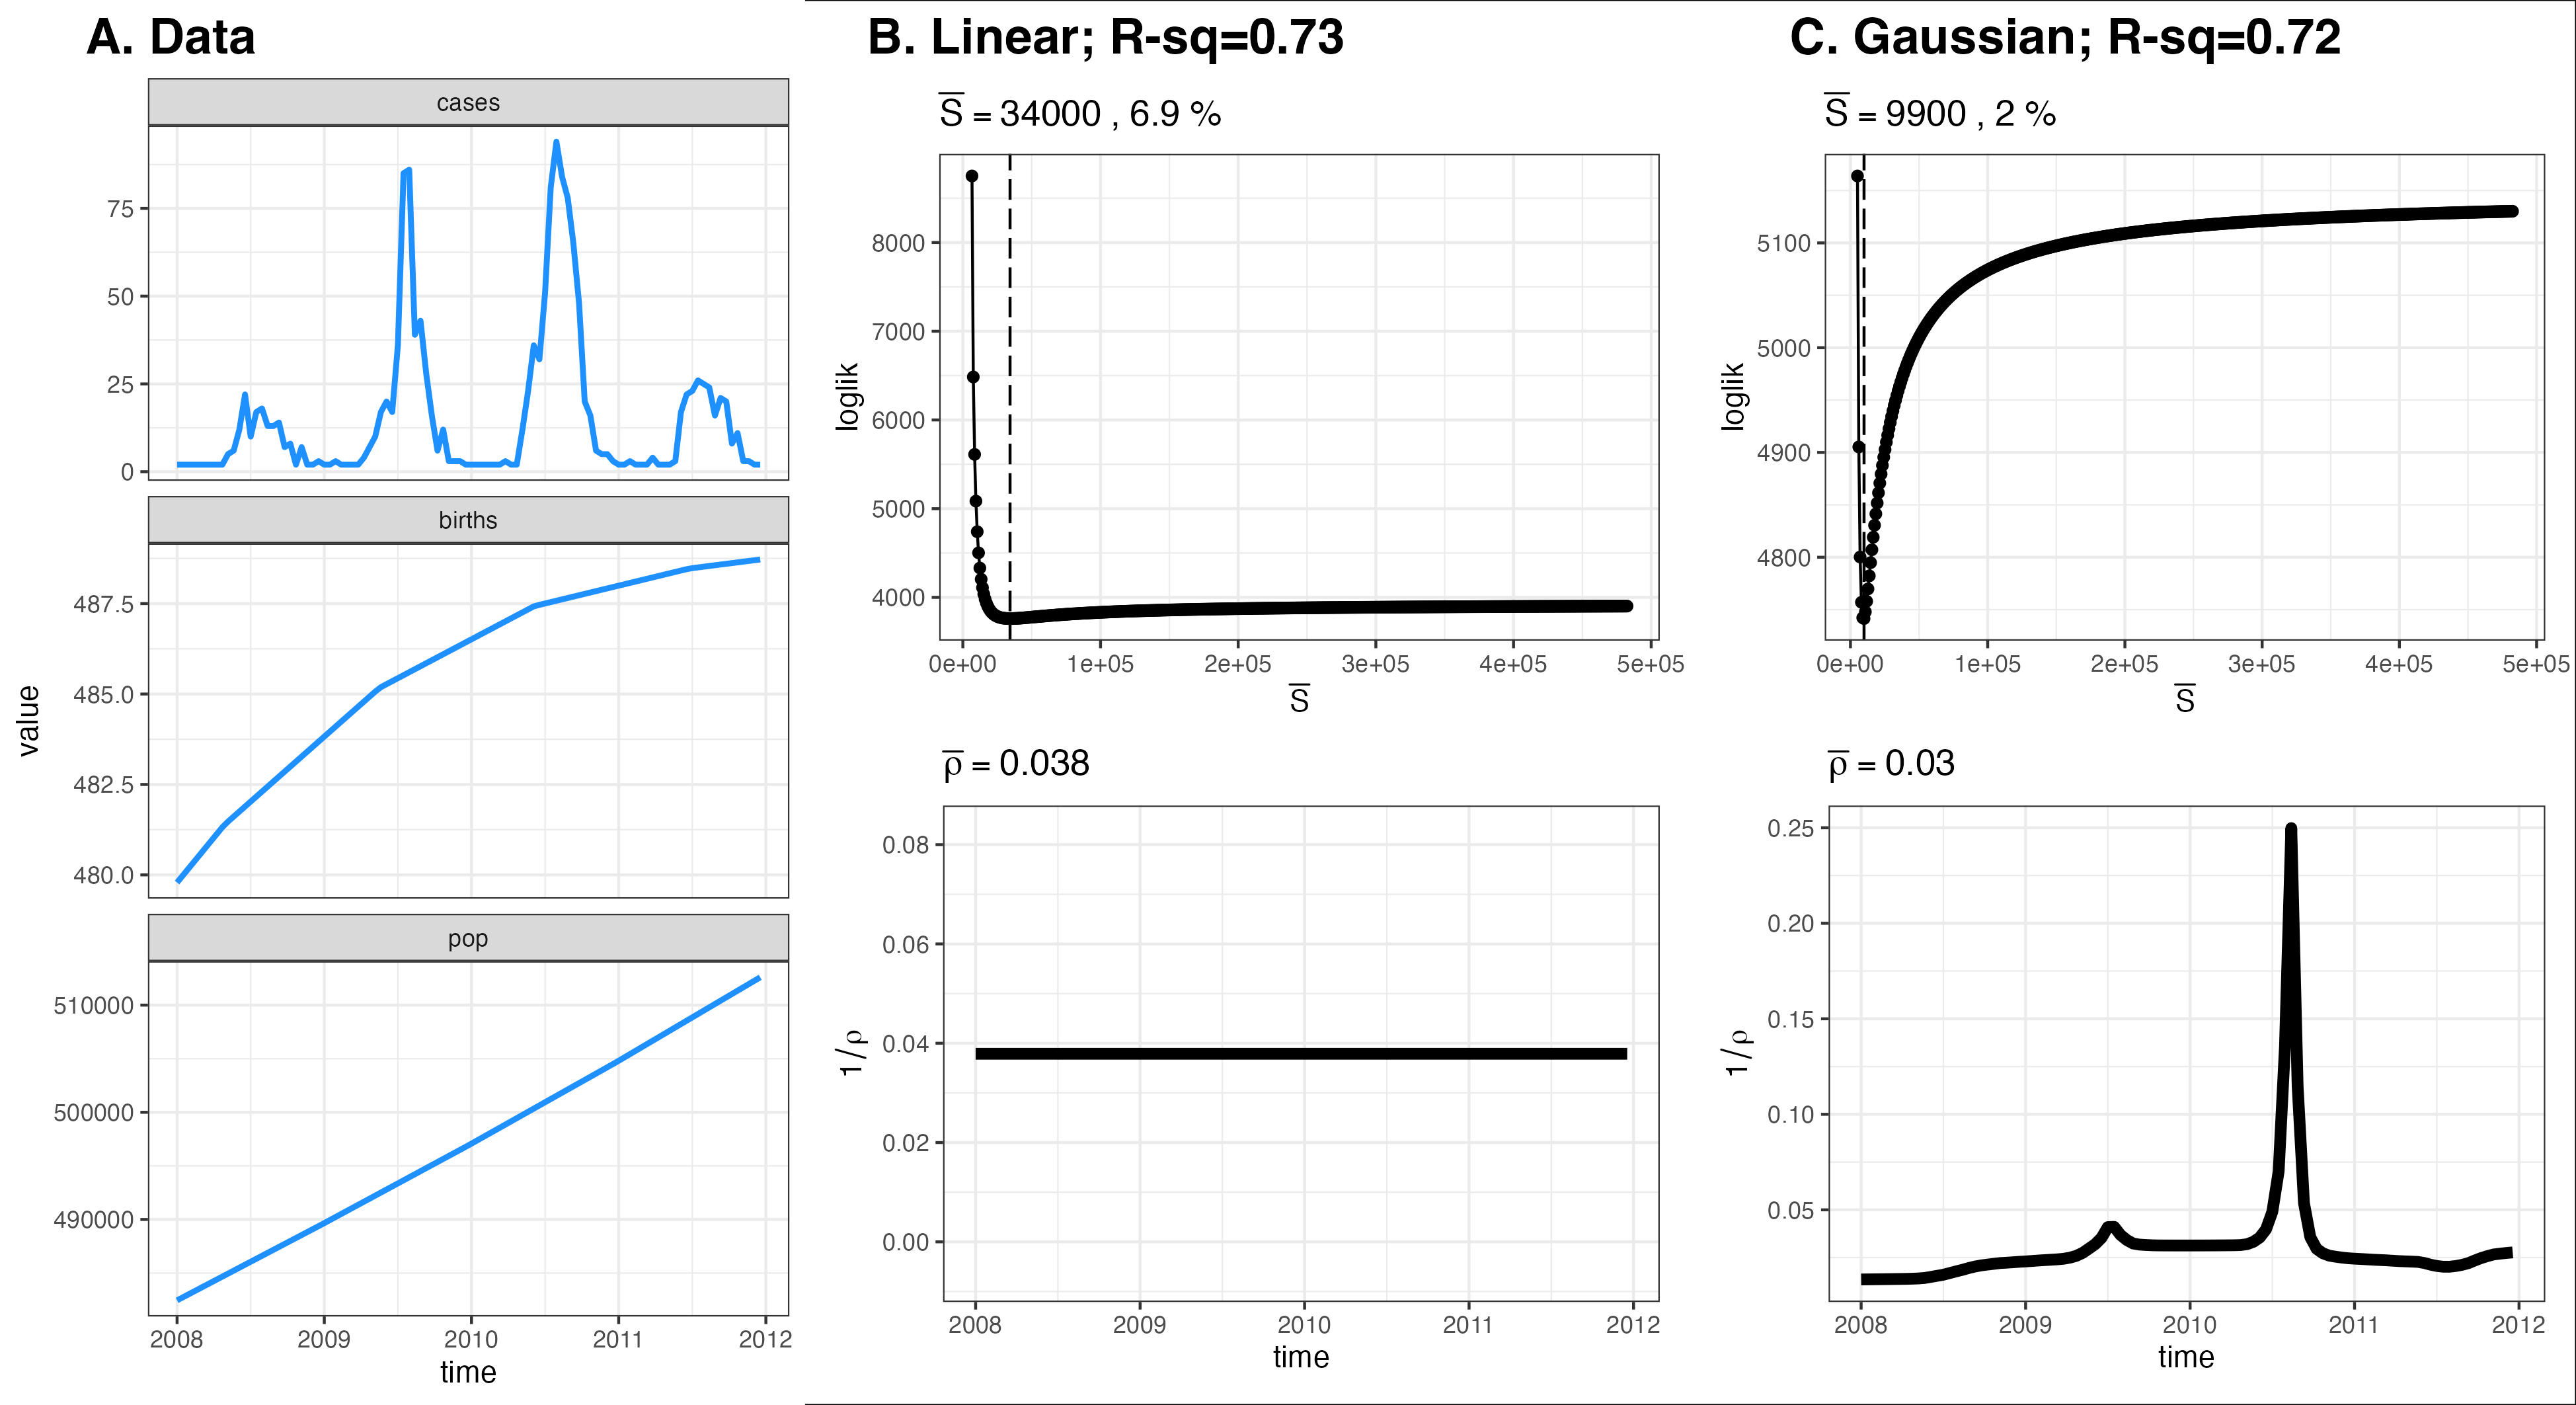 A. Data
cases
75
50
25
0
births
487.5
485.0
482.5
480.0
pop
510000
500000
490000
2008 2009 2010 2011 2012
time
value
B. Linear; R-sq=0.73
S̅ = 34000 , 6.9 %
8000
7000
6000
5000
4000
loglik
0e+00 1e+05 2e+05 3e+05 4e+05 5e+05
S̅
ρ̅ = 0.038
0.08
0.06
0.04
0.02
0.00
1/ρ
2008 2009 2010 2011 2012
time
C. Gaussian; R-sq=0.72
S̅ = 9900 , 2 %
5100
5000
4900
4800
loglik
0e+00 1e+05 2e+05 3e+05 4e+05 5e+05
S̅
ρ̅ = 0.03
0.25
0.20
0.15
0.10
0.05
1/ρ
2008 2009 2010 2011 2012
time